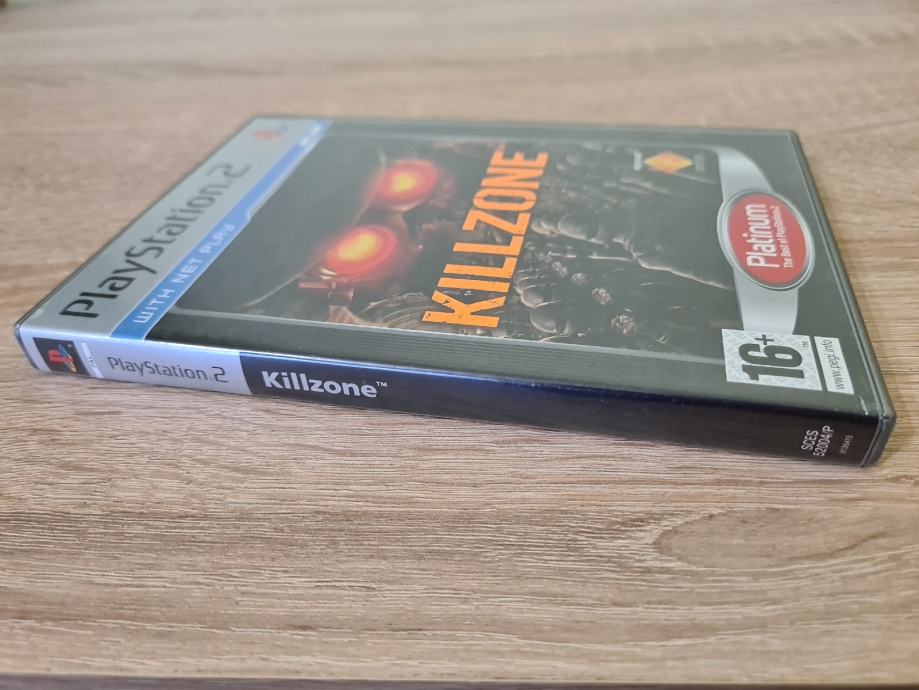 PlayStation 2
WITH NET PLAY
KILLZONE
Platinum
The Best of PlayStation 2
16+
www.pegi.info
PlayStation 2
Killzone™
SCES
52004/P